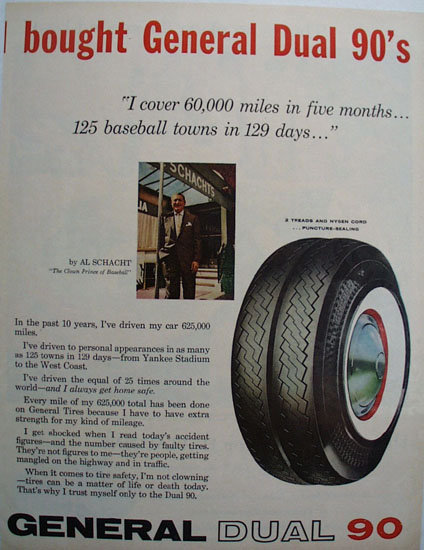 bought General Dual 90's
"I cover 60,000 miles in five months...
125 baseball towns in 129 days..."
SCHACHTS
by AL SCHACHT
"The Clown Prince of Baseball"
2 TREADS AND NYGEN CORD
...PUNCTURE-SEALING
In the past 10 years, I've driven my car 625,000
miles.
I've driven to personal appearances in as many
as 125 towns in 129 days—from Yankee Stadium
to the West Coast.
I've driven the equal of 25 times around the
world—and I always get home safe.
Every mile of my 625,000 total has been done
on General Tires because I have to have extra
strength for my kind of mileage.
I get shocked when I read today's accident
figures—and the number caused by faulty tires.
They're not figures to me—they're people, getting
mangled on the highway and in traffic.
When it comes to tire safety, I'm not clowning
—tires can be a matter of life or death today.
That's why I trust myself only to the Dual 90.
GENERAL DUAL 90